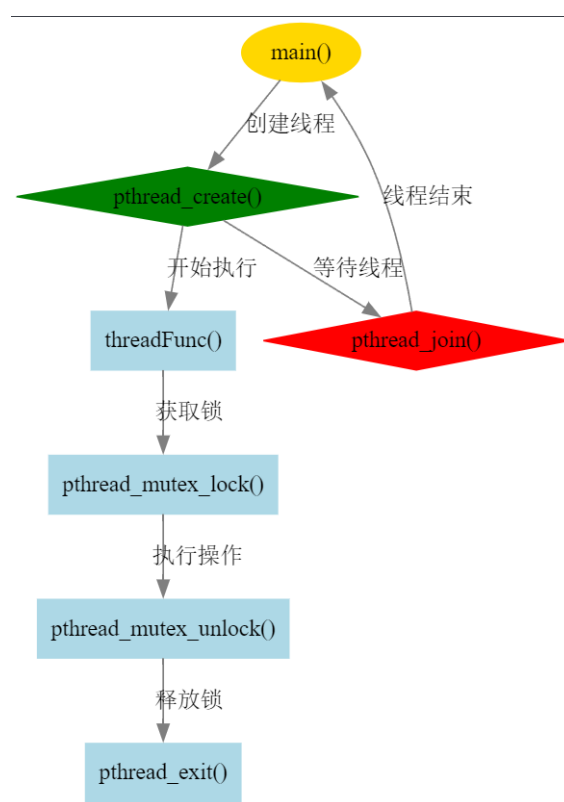 main()
创建线程
pthread_create()
线程结束
开始执行
等待线程
threadFunc()
pthread_join()
获取锁
pthread_mutex_lock()
执行操作
pthread_mutex_unlock()
释放锁
pthread_exit()